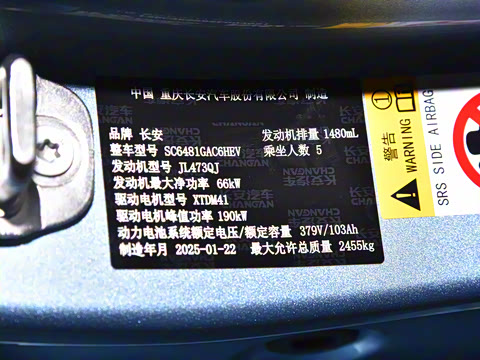 中国 重庆长安汽车股份有限公司 制造
品牌 长安 发动机排量 1480mL
整车型号 SC6481GAC6HEV 乘坐人数 5
发动机型号 JL473QJ
发动机最大净功率 66kW
驱动电机型号 XTDM41
驱动电机峰值功率 190kW
动力电池系统额定电压/额定容量 379V/103Ah
制造年月 2025-01-22 最大允许总质量 2455kg
警告
WARNING
SRS SIDE AIRBAG